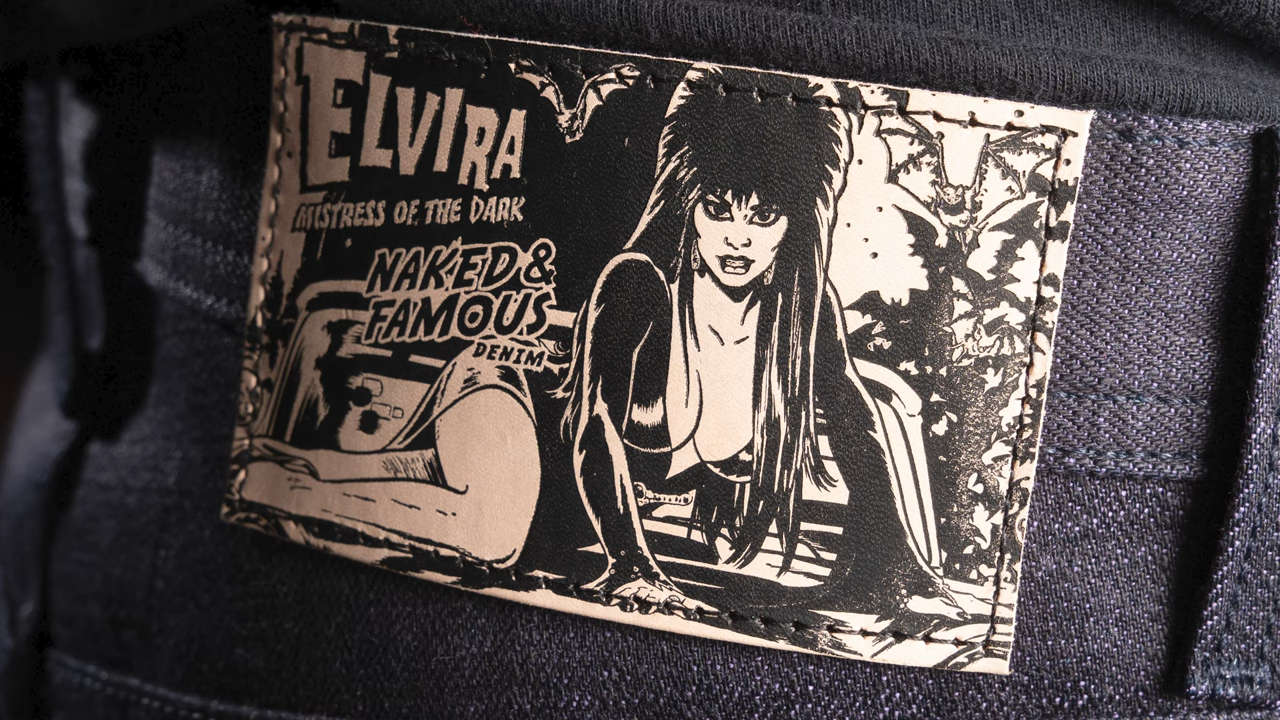 ELVIRA
MISTRESS OF THE DARK
NAKED &
FAMOUS
DENIM